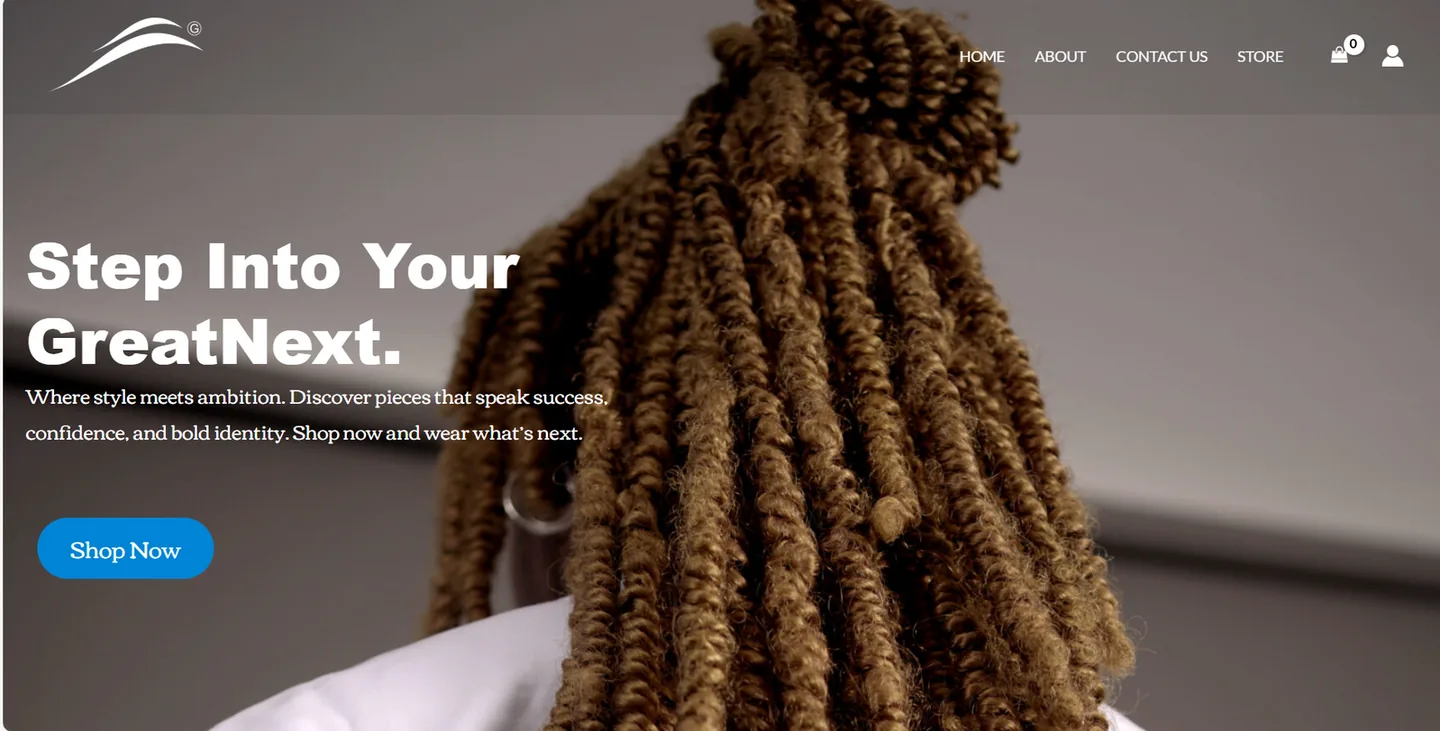 G
HOME ABOUT CONTACT US STORE 0
Step Into Your
GreatNext.
Where style meets ambition. Discover pieces that speak success,
confidence, and bold identity. Shop now and wear what’s next.
Shop Now